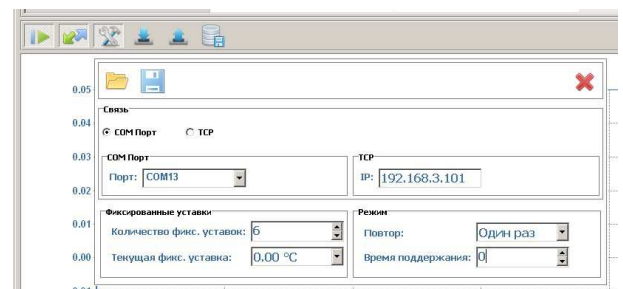 0.05
Связь
0.04
COM Порт TCP
0.03
COM Порт TCP
Порт: COM13 IP: 192.168.3.101
0.02
Фиксированные уставки Режим
0.01
Количество фикс. уставок: 6 Повтор: Один раз
0.00
Текущая фикс. уставка: 0.00 °C Время поддержания: 0